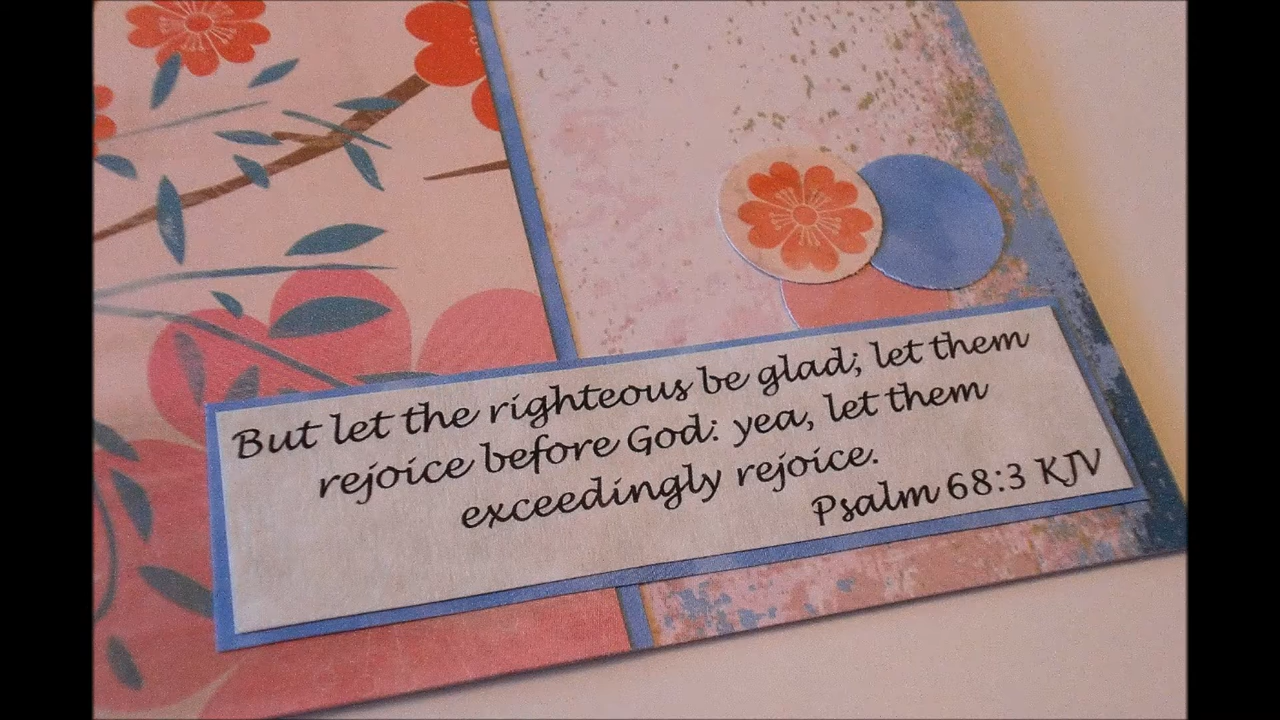 But let the righteous be glad; let them
rejoice before God: yea, let them
exceedingly rejoice.
Psalm 68:3 KJV